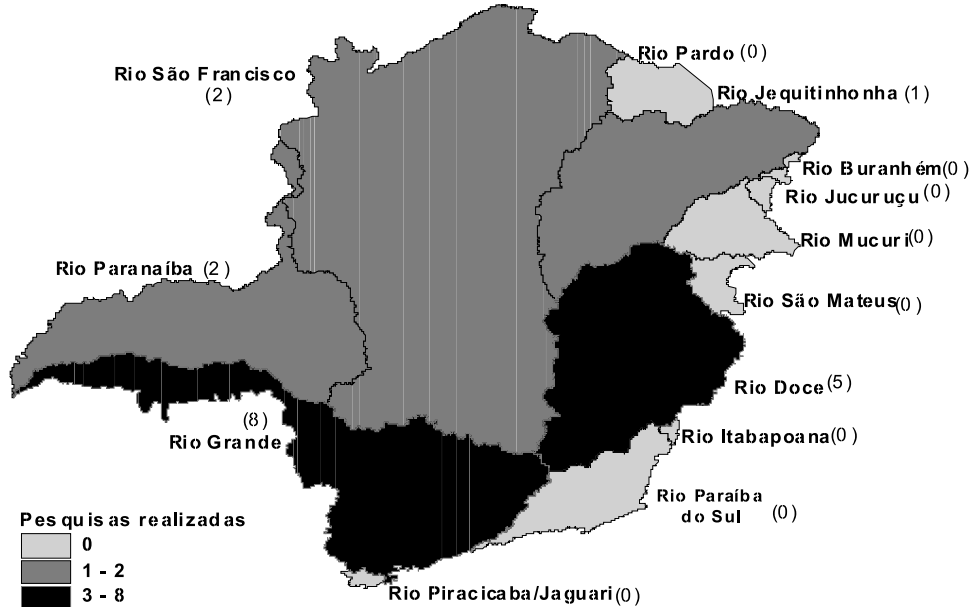 Rio Pardo (0)
Rio São Francisco
(2)
Rio Jequitinhonha (1)
Rio Buranhém(0)
Rio Jucuruçu (0)
Rio Mucuri(0)
Rio Paranaíba (2)
Rio São Mateus(0)
Rio Doce(5)
(8)
Rio Grande
Rio Itabapoana(0)
Rio Paraíba
do Sul (0)
Pesquisas realizadas
0
1 - 2
3 - 8
Rio Piracicaba/Jaguari(0)